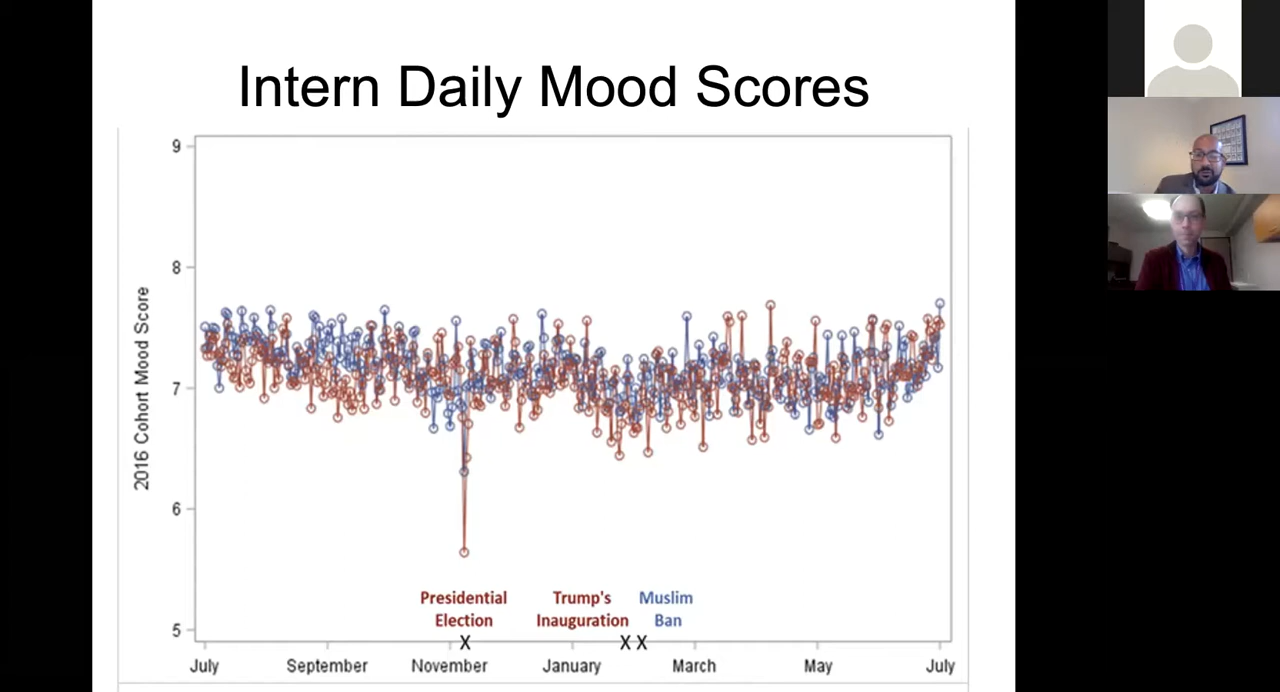 Intern Daily Mood Scores
9
8
7
6
5
2016 Cohort Mood Score
Presidential
Election
Trump's
Inauguration
Muslim
Ban
X
X X
July
September
November
January
March
May
July